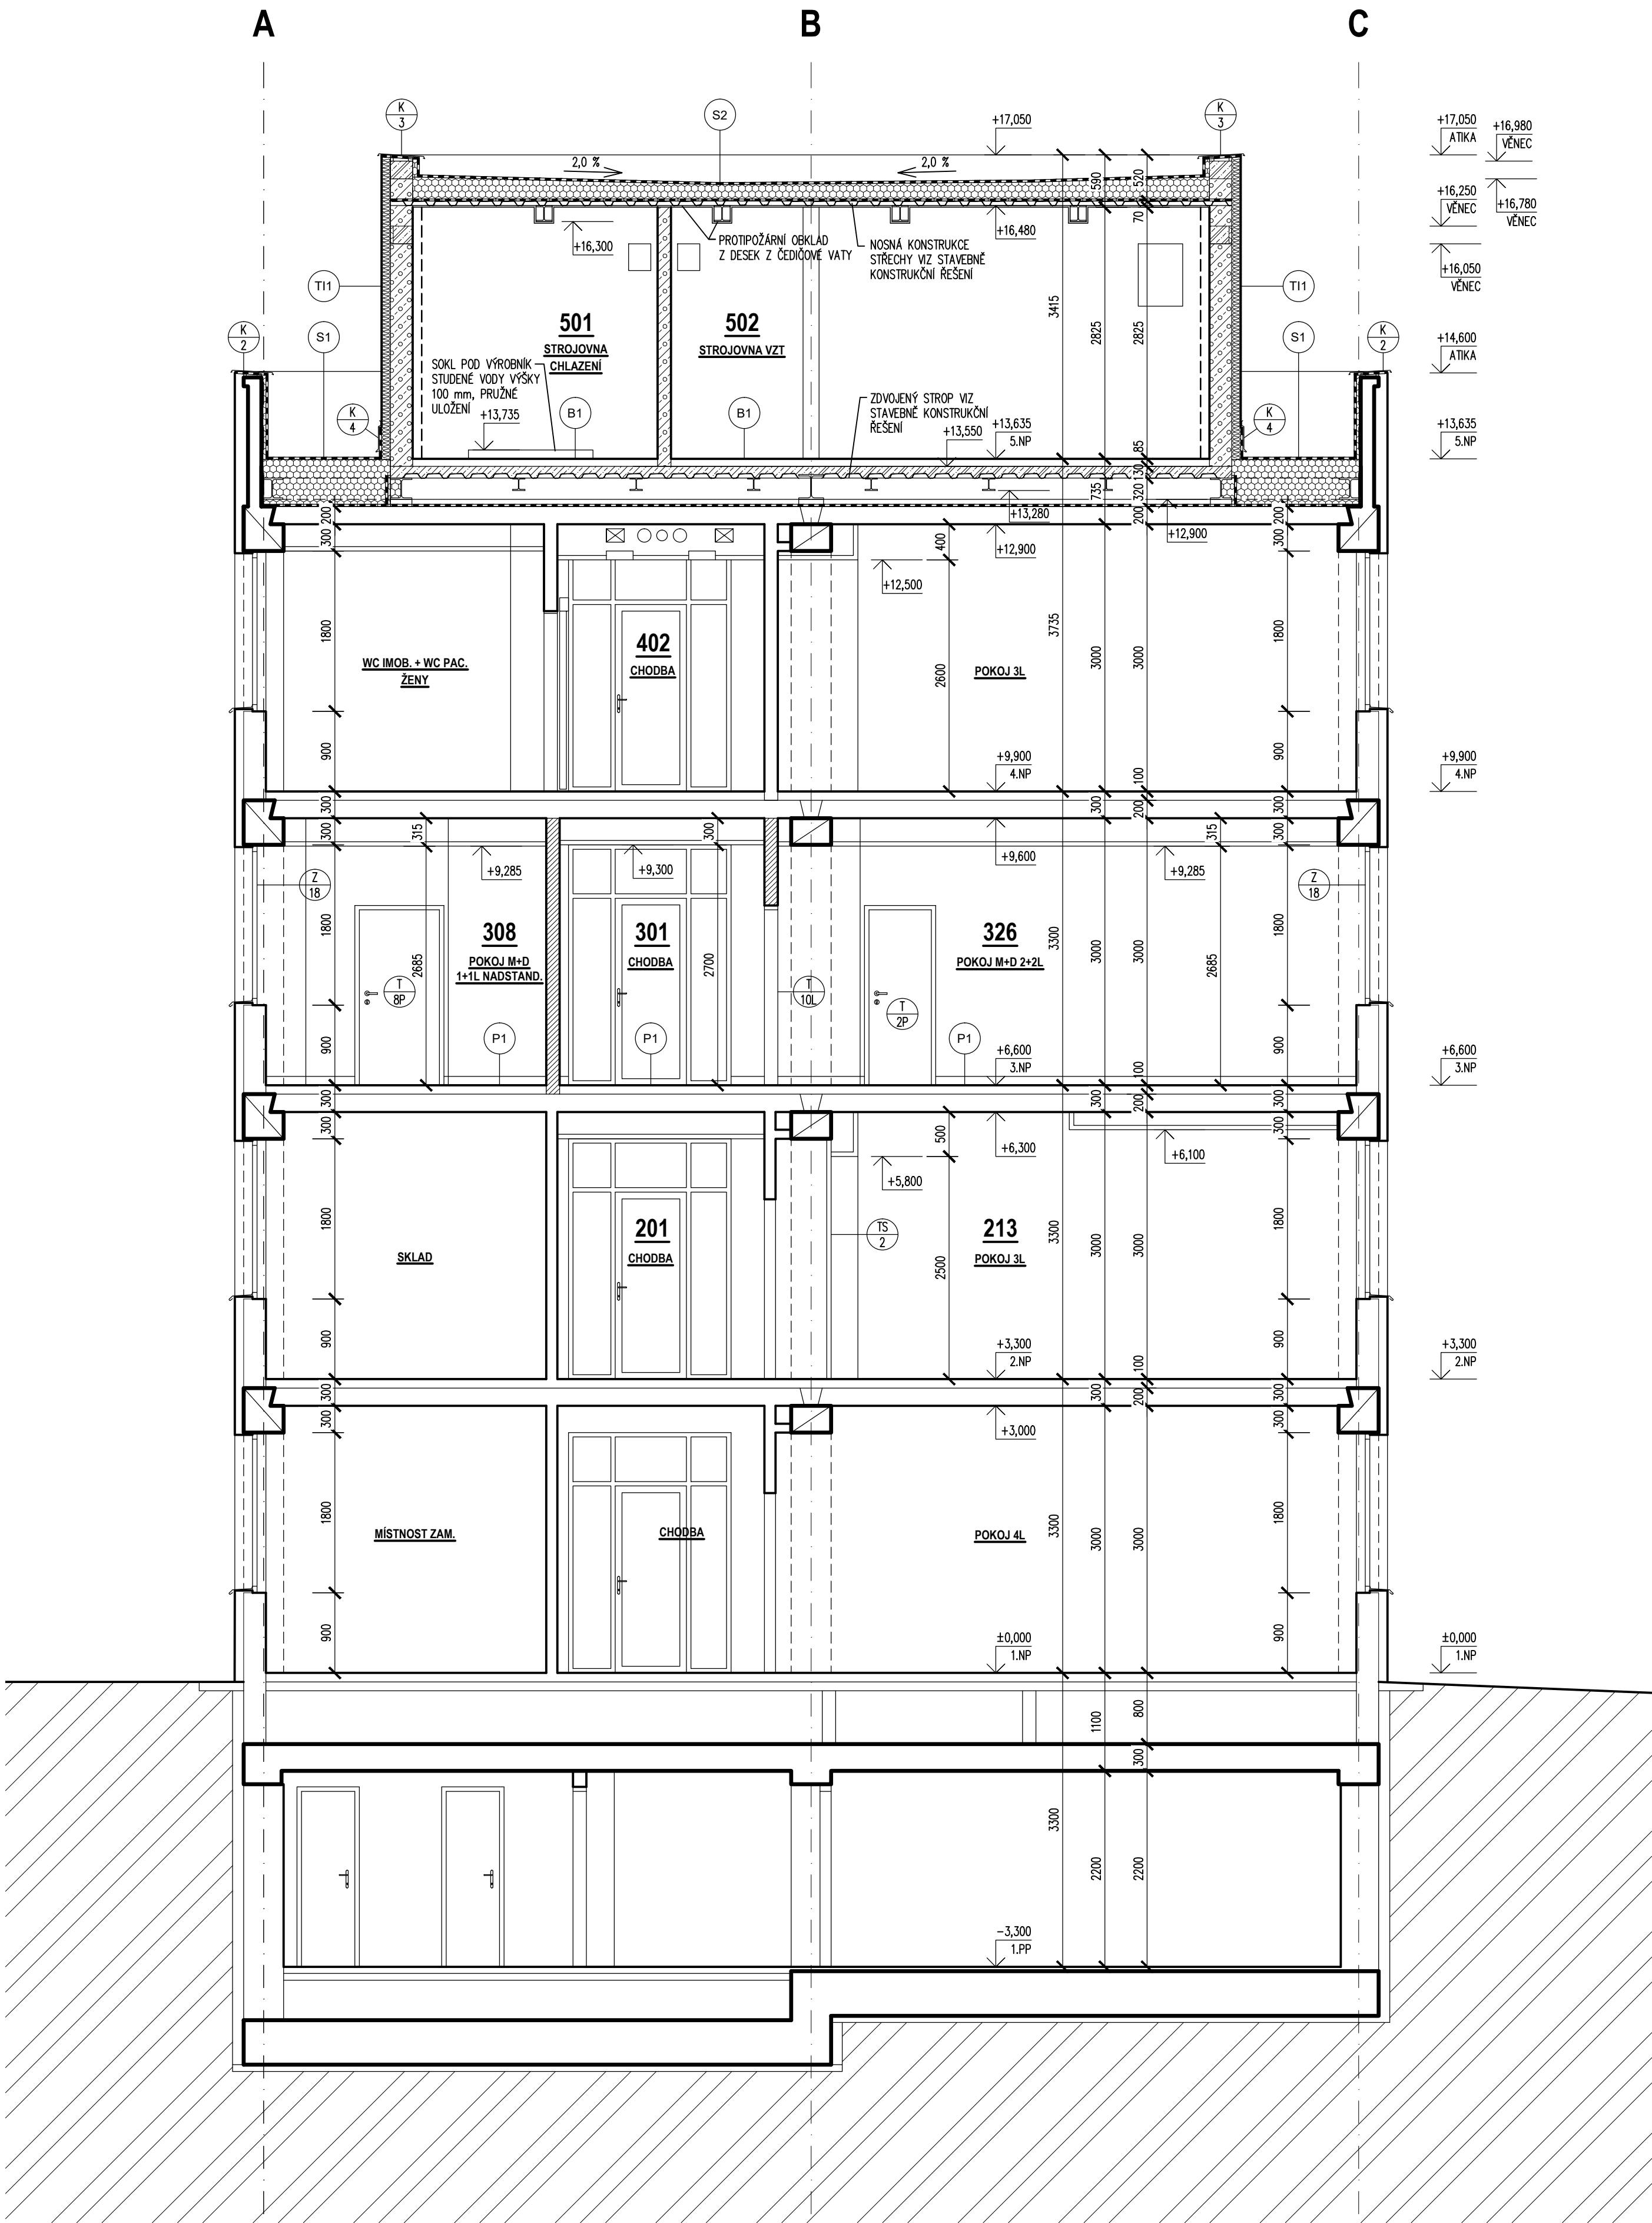 A
B
C
K
3
S2
K
3
+17,050
+17,050
ATIKA
+16,980
VĚNEC
2,0 %
2,0 %
590
520
70
+16,250
VĚNEC
+16,780
VĚNEC
+16,300
+16,480
PROTIPOŽÁRNÍ OBKLAD
Z DESEK Z ČEDIČOVÉ VATY
NOSNÁ KONSTRUKCE
STŘECHY VIZ STAVEBNĚ
KONSTRUKČNÍ ŘEŠENÍ
+16,050
VĚNEC
TI1
TI1
3415
2825
2825
501
STROJOVNA
CHLAZENÍ
502
STROJOVNA VZT
K
2
S1
S1
K
2
+14,600
ATIKA
SOKL POD VÝROBNÍK
STUDENÉ VODY VÝŠKY
100 mm, PRUŽNÉ
ULOŽENÍ
+13,735
K
4
B1
B1
ZDVOJENÝ STROP VIZ
STAVEBNĚ KONSTRUKČNÍ
ŘEŠENÍ
+13,550
+13,635
5.NP
K
4
+13,635
5.NP
85
130
735
320
200
+13,280
200
300
+12,900
+12,900
200
300
400
+12,500
1800
WC IMOB. + WC PAC.
ŽENY
402
CHODBA
2600
POKOJ 3L
3735
3000
3000
1800
900
+9,900
4.NP
100
900
+9,900
4.NP
300
300
315
300
300
200
315
300
300
+9,285
+9,300
+9,600
+9,285
Z
18
Z
18
1800
2685
308
POKOJ M+D
1+1L NADSTAND.
301
CHODBA
2700
326
POKOJ M+D 2+2L
3300
3000
3000
2685
1800
T
8P
T
10L
T
2P
900
P1
P1
P1
+6,600
3.NP
100
900
+6,600
3.NP
300
300
300
200
300
300
500
+6,300
+6,100
+5,800
1800
SKLAD
201
CHODBA
TS
2
2500
213
POKOJ 3L
3300
3000
3000
1800
900
+3,300
2.NP
100
900
+3,300
2.NP
300
300
300
200
300
300
+3,000
1800
MÍSTNOST ZAM.
CHODBA
POKOJ 4L
3300
3000
3000
1800
900
±0,000
1.NP
900
±0,000
1.NP
1100
800
300
3300
2200
2200
-3,300
1.PP